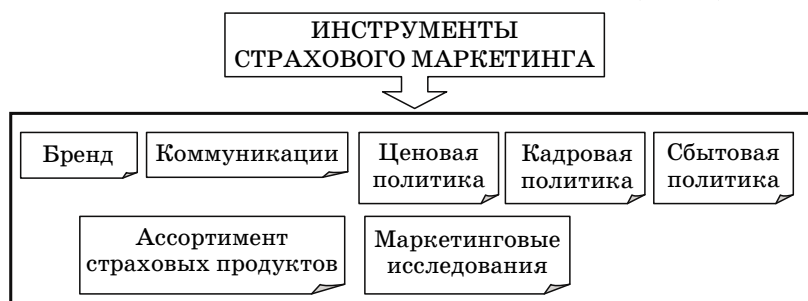 ИНСТРУМЕНТЫ
СТРАХОВОГО МАРКЕТИНГА
Бренд
Коммуникации
Ценовая
политика
Кадровая
политика
Сбытовая
политика
Ассортимент
страховых продуктов
Маркетинговые
исследования